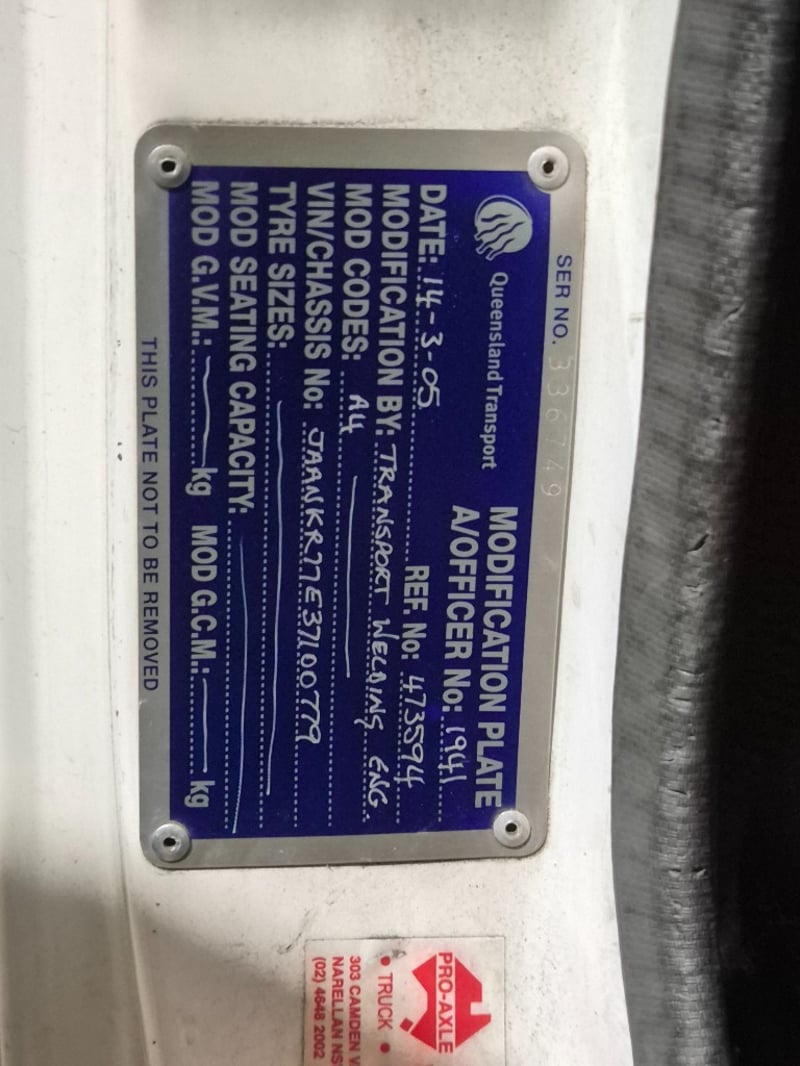 SER NO. 336749
Queensland Transport
MODIFICATION PLATE
A/OFFICER No: 1941
DATE: 14-3-05 REF. No: 473594
MODIFICATION BY: TRANSPORT WELDING ENG.
MOD CODES: A4
VIN/CHASSIS No: JAANKR77E37100779
TYRE SIZES:
MOD SEATING CAPACITY:
MOD G.V.M.: kg MOD G.C.M.: kg
THIS PLATE NOT TO BE REMOVED
PRO-AXLE
• TRUCK •
303 CAMDEN V
NARELLAN NS
(02) 4648 2002